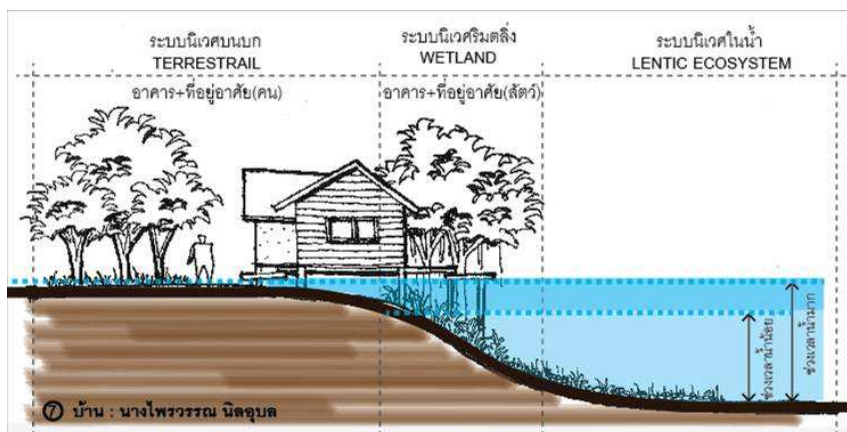 ระบบนิเวศบนบก
TERRESTRAIL
ระบบนิเวศริมตลิ่ง
WETLAND
ระบบนิเวศในน้ำ
LENTIC ECOSYSTEM
อาคาร+ที่อยู่อาศัย(คน)
อาคาร+ที่อยู่อาศัย(สัตว์)
ช่วงเวลาน้ำน้อย
ช่วงเวลาน้ำมาก
⑦ บ้าน : นางไพรวรรณ นิลอุบล